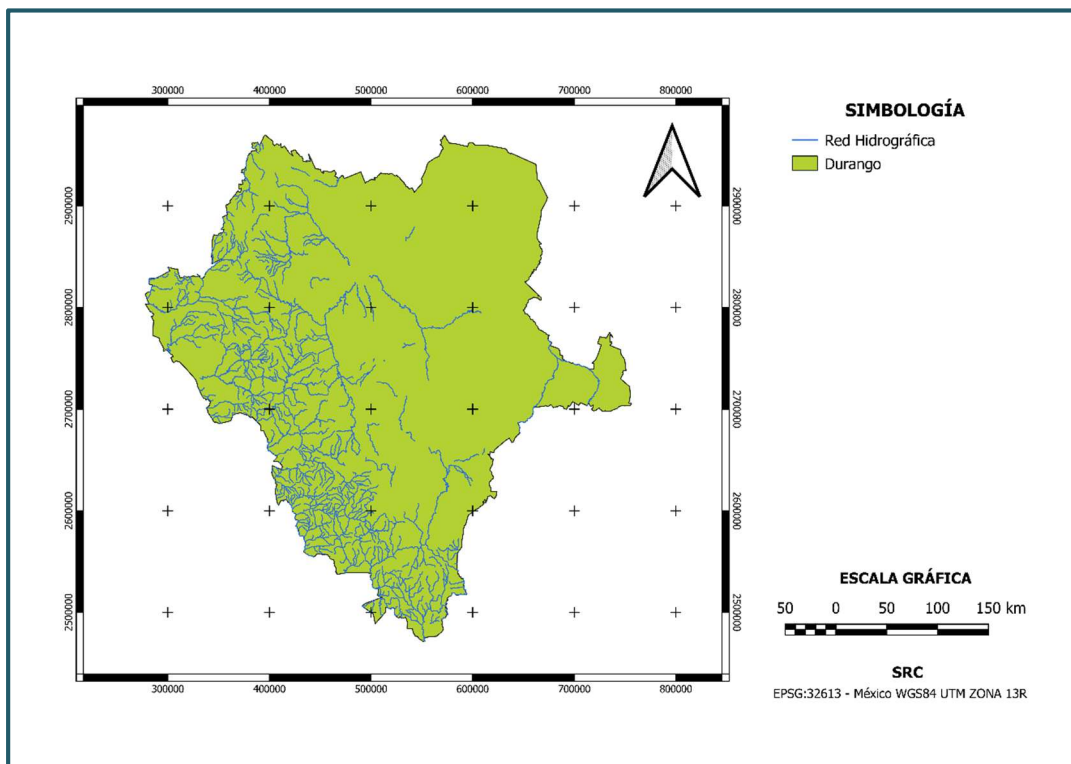 300000 400000 500000 600000 700000 800000
SIMBOLOGÍA
Red Hidrográfica
Durango
2900000 2900000
2800000 2800000
2700000 2700000
2600000 2600000
2500000 2500000
ESCALA GRÁFICA
50 0 50 100 150 km
SRC
EPSG:32613 - México WGS84 UTM ZONA 13R
300000 400000 500000 600000 700000 800000